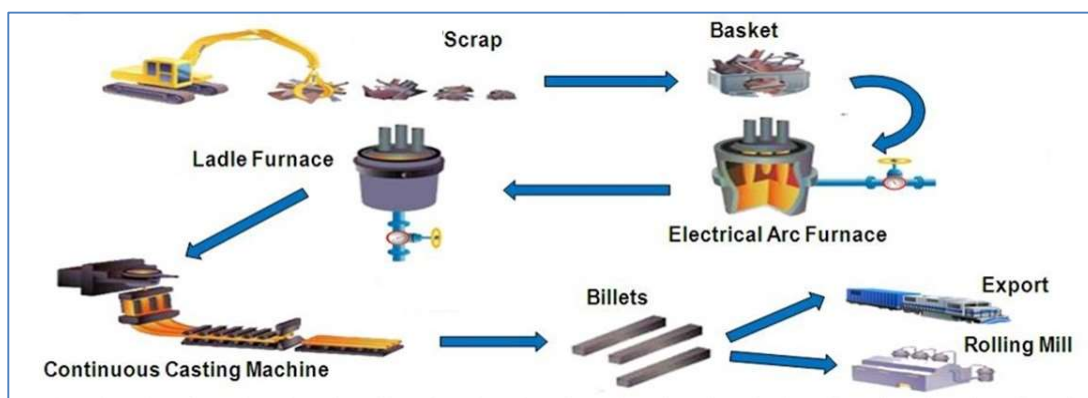 Scrap
Basket
Ladle Furnace
Electrical Arc Furnace
Continuous Casting Machine
Billets
Export
Rolling Mill